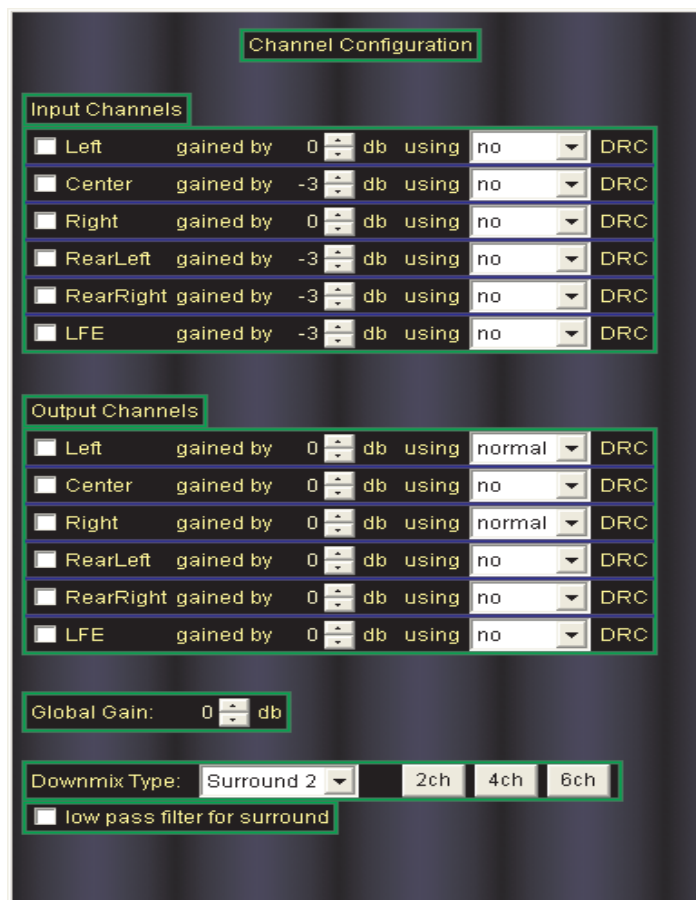 Channel Configuration
Input Channels
Left gained by 0 db using no DRC
Center gained by -3 db using no DRC
Right gained by 0 db using no DRC
RearLeft gained by -3 db using no DRC
RearRight gained by -3 db using no DRC
LFE gained by -3 db using no DRC
Output Channels
Left gained by 0 db using normal DRC
Center gained by 0 db using no DRC
Right gained by 0 db using normal DRC
RearLeft gained by 0 db using no DRC
RearRight gained by 0 db using no DRC
LFE gained by 0 db using no DRC
Global Gain: 0 db
Downmix Type: Surround 2 2ch 4ch 6ch
low pass filter for surround